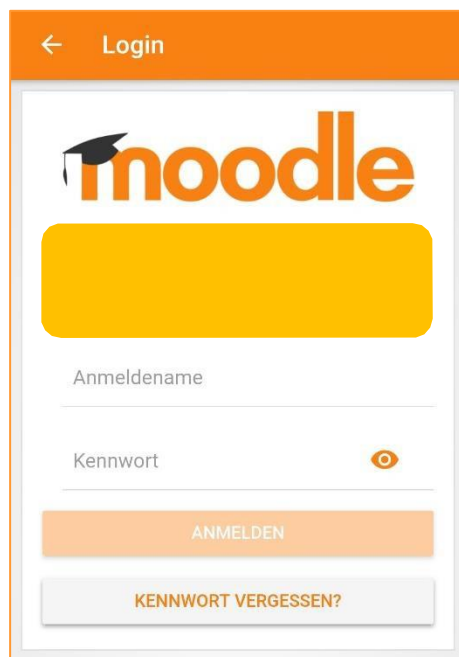 Login
moodle
Anmeldename
Kennwort
ANMELDEN
KENNWORT VERGESSEN?